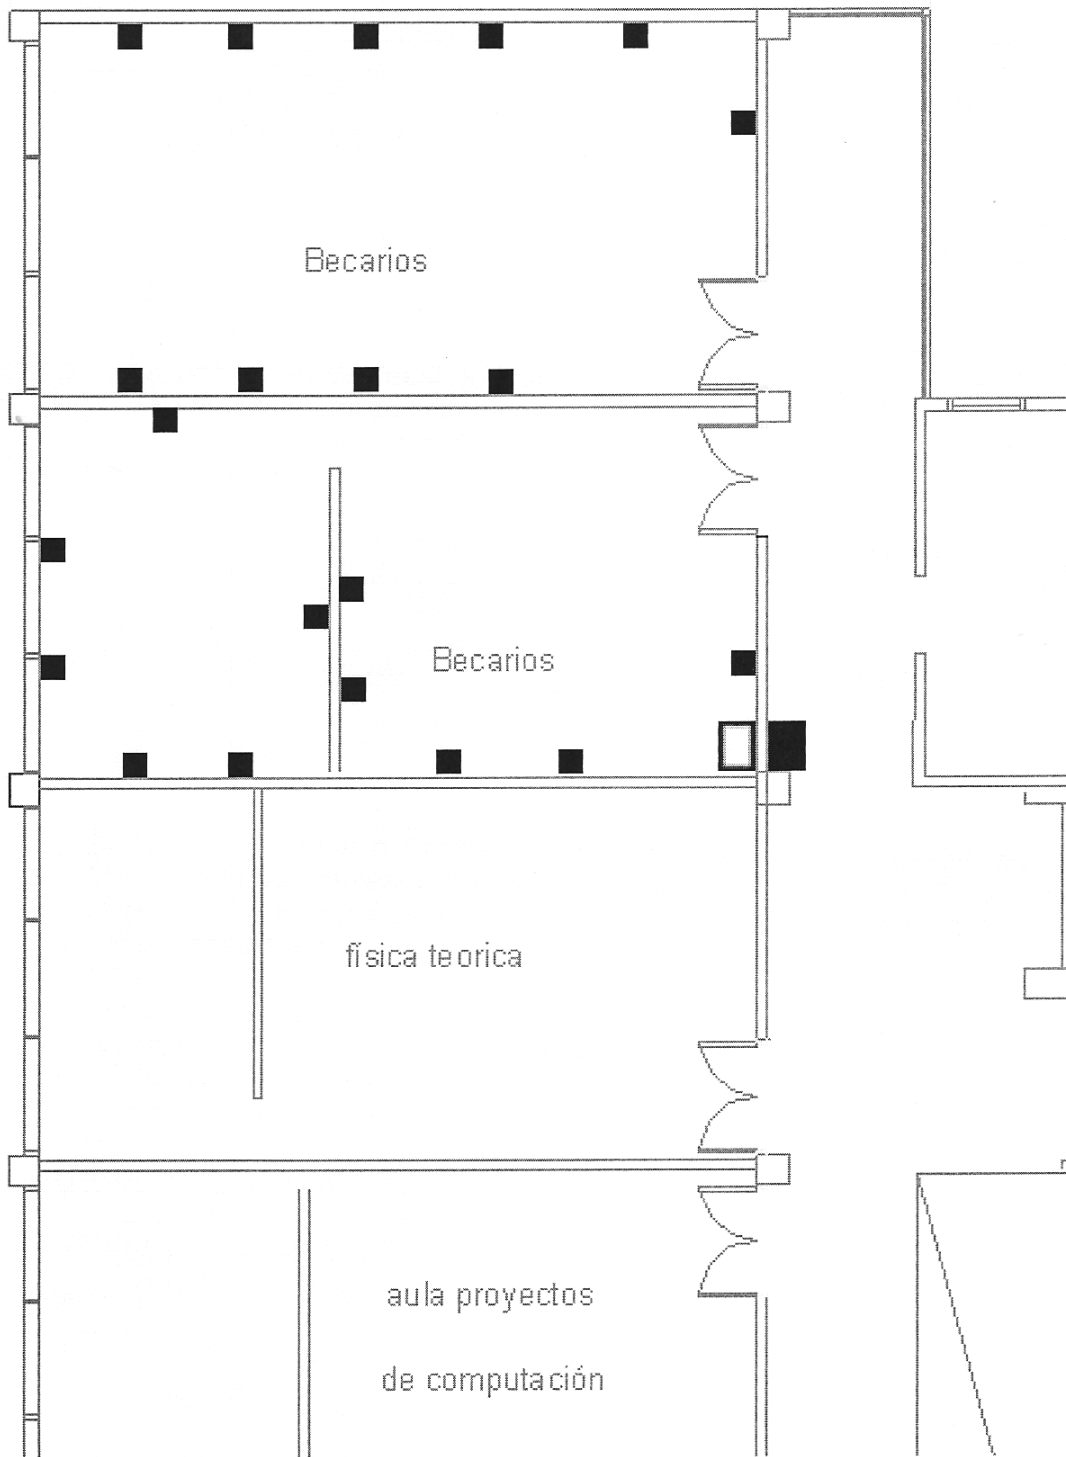 Becarios
Becarios
física teorica
aula proyectos
de computación